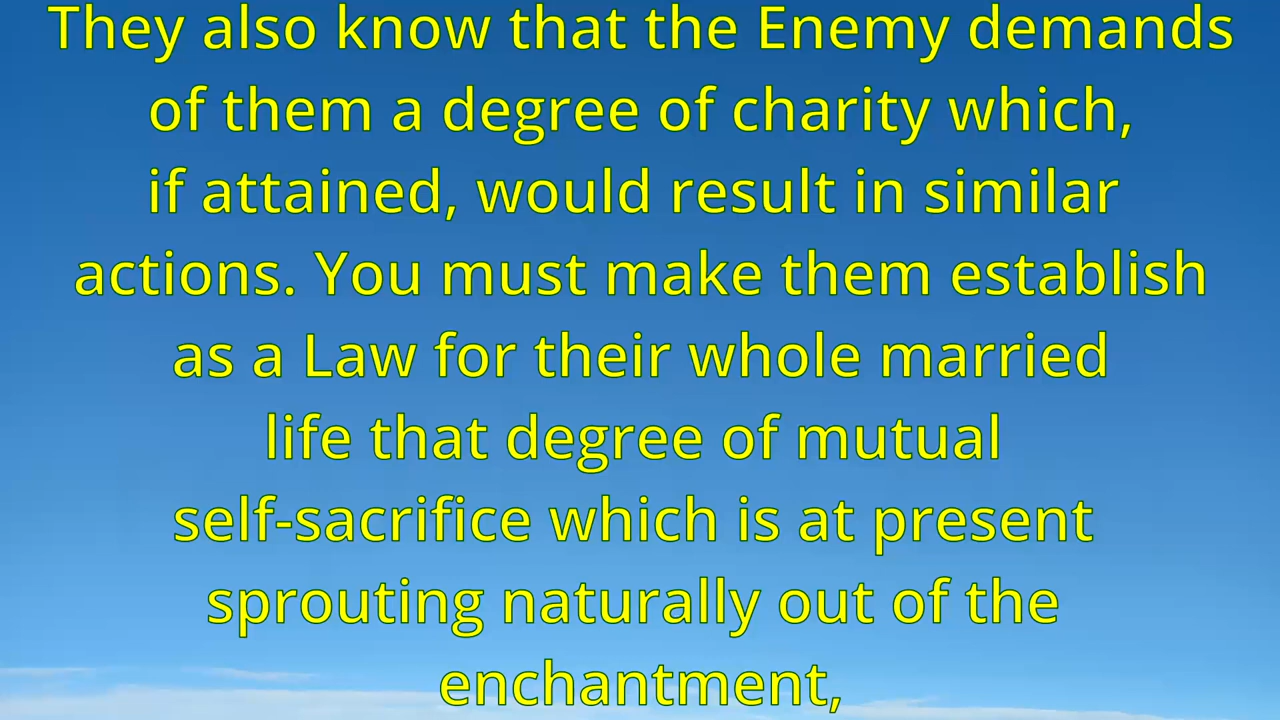 They also know that the Enemy demands
of them a degree of charity which,
if attained, would result in similar
actions. You must make them establish
as a Law for their whole married
life that degree of mutual
self-sacrifice which is at present
sprouting naturally out of the
enchantment,